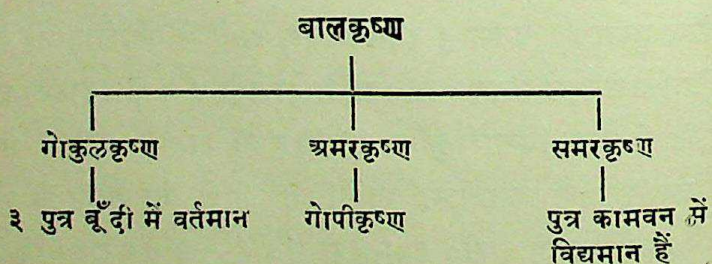 बालकृष्ण
गोकुलकृष्ण अमरकृष्ण समरकृष्ण
३ पुत्र बूँदी में वर्तमान गोपीकृष्ण पुत्र कामवन में
विद्यमान हैं